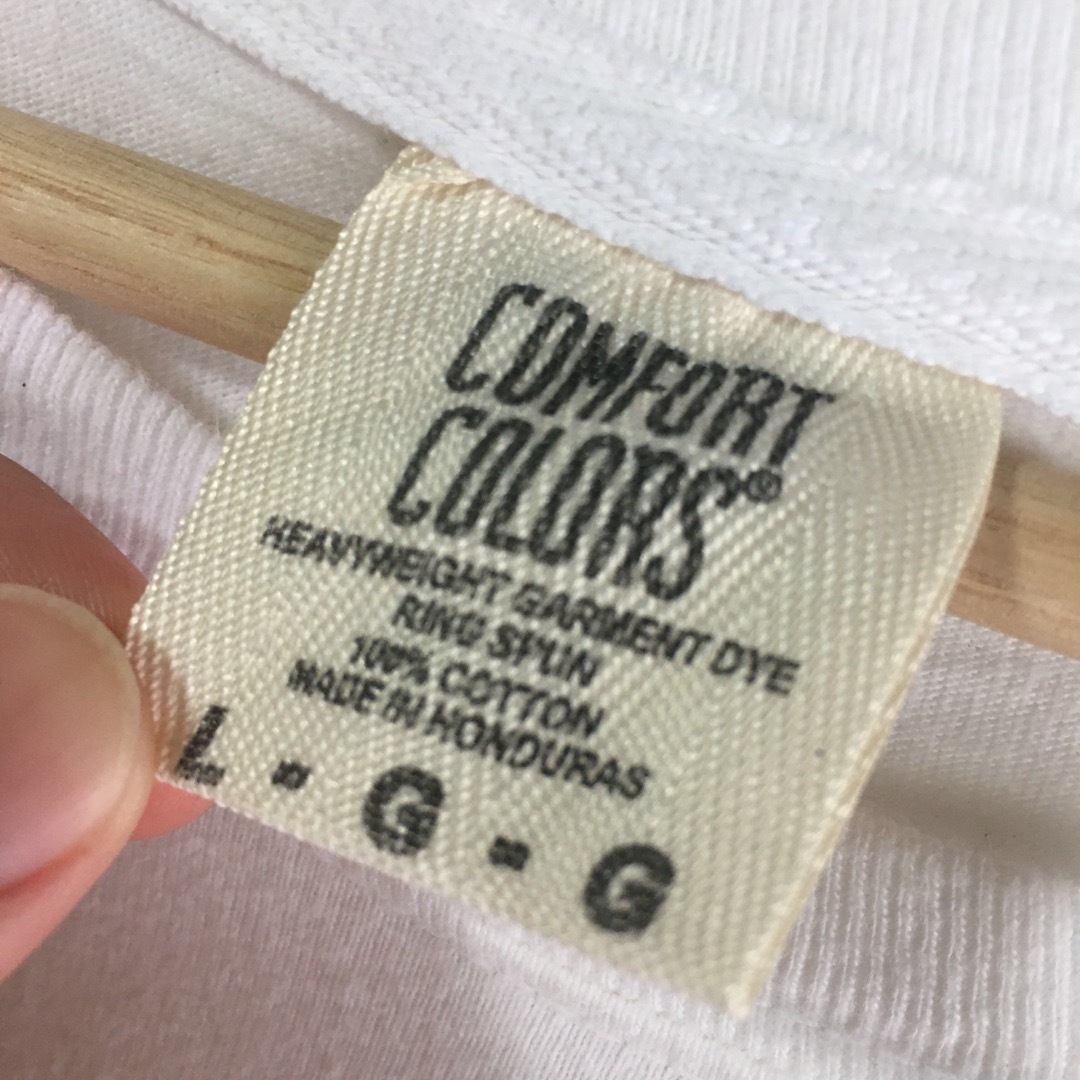 COMFORT
COLORS®
HEAVYWEIGHT GARMENT DYE
RING SPUN
100% COTTON
MADE IN HONDURAS
L - G - G